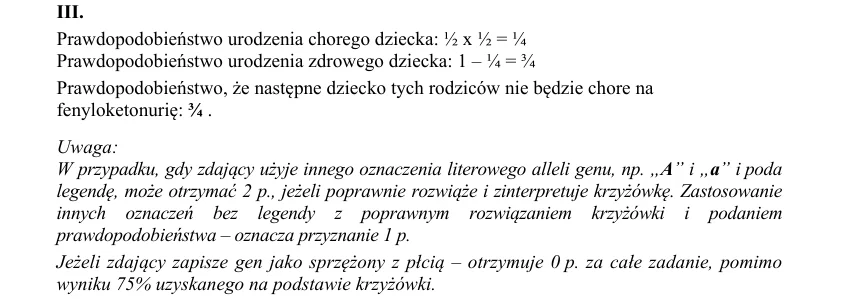 III.
Prawdopodobieństwo urodzenia chorego dziecka: ½ x ½ = ¼
Prawdopodobieństwo urodzenia zdrowego dziecka: 1 – ¼ = ¾
Prawdopodobieństwo, że następne dziecko tych rodziców nie będzie chore na
fenyloketonurię: ¾ .
Uwaga:
W przypadku, gdy zdający użyje innego oznaczenia literowego alleli genu, np. „A” i „a” i poda
legendę, może otrzymać 2 p., jeżeli poprawnie rozwiąże i zinterpretuje krzyżówkę. Zastosowanie
innych oznaczeń bez legendy z poprawnym rozwiązaniem krzyżówki i podaniem
prawdopodobieństwa – oznacza przyznanie 1 p.
Jeżeli zdający zapisze gen jako sprzężony z płcią – otrzymuje 0 p. za całe zadanie, pomimo
wyniku 75% uzyskanego na podstawie krzyżówki.